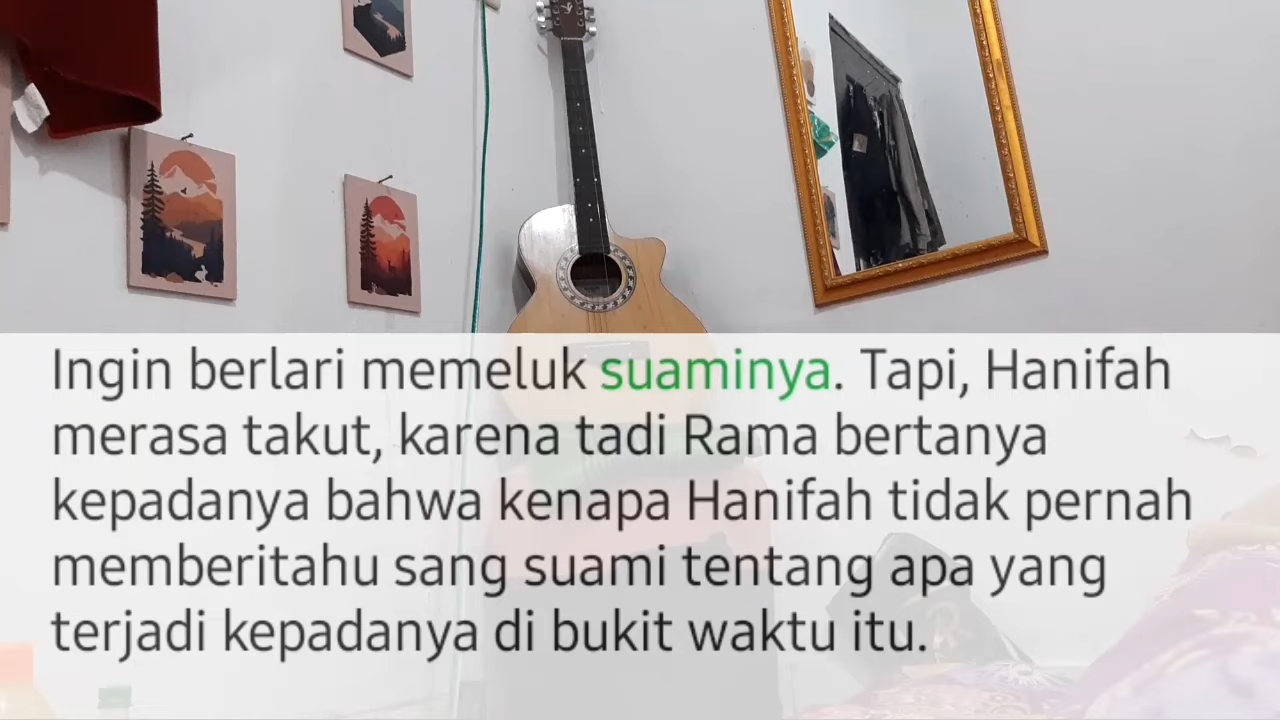 Ingin berlari memeluk suaminya. Tapi, Hanifah
merasa takut, karena tadi Rama bertanya
kepadanya bahwa kenapa Hanifah tidak pernah
memberitahu sang suami tentang apa yang
terjadi kepadanya di bukit waktu itu.